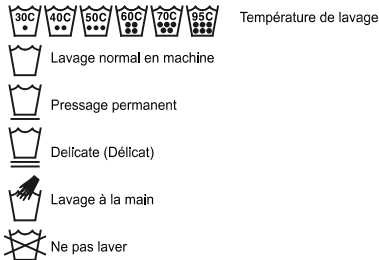 30C 40C 50C 60C 70C 95C Température de lavage
Lavage normal en machine
Pressage permanent
Delicate (Délicat)
Lavage à la main
Ne pas laver